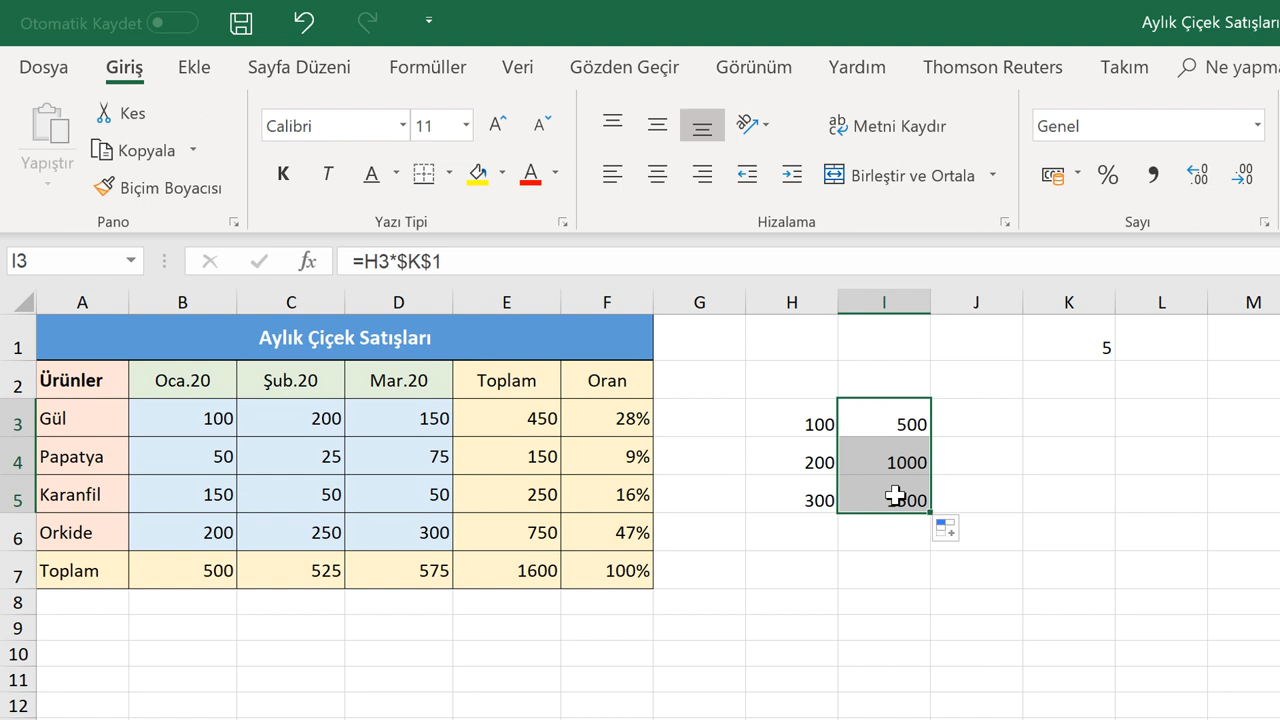 Otomatik Kaydet
Aylık Çiçek Satışları
Dosya Giriş Ekle Sayfa Düzeni Formüller Veri Gözden Geçir Görünüm Yardım Thomson Reuters Takım Ne yapma
Yapıştır
Kes
Kopyala
Biçim Boyacısı
Pano
Calibri 11
K T A A
Yazı Tipi
ab Metni Kaydır
Birleştir ve Ortala
Hizalama
Genel
% ,00 ,0
Sayı
I3 fx =H3*$K$1
A B C D E F G H I J K L M
1 Aylık Çiçek Satışları 5
2 Ürünler Oca.20 Şub.20 Mar.20 Toplam Oran
3 Gül 100 200 150 450 28% 100 500
4 Papatya 50 25 75 150 9% 200 1000
5 Karanfil 150 50 50 250 16% 300
6 Orkide 200 250 300 750 47%
7 Toplam 500 525 575 1600 100%
8
9
10
11
12